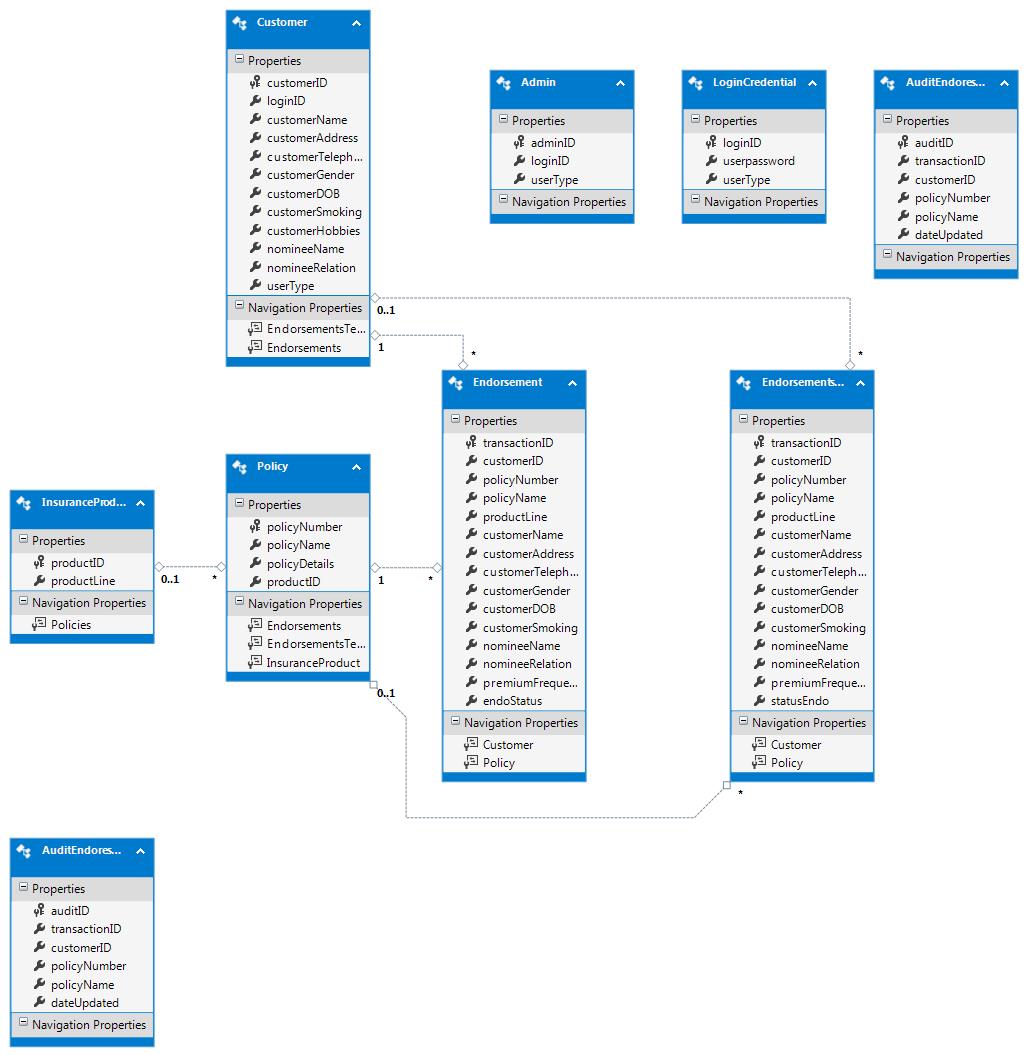 Customer
Properties
customerID
loginID
customerName
customerAddress
customerTeleph...
customerGender
customerDOB
customerSmoking
customerHobbies
nomineeName
nomineeRelation
userType
Navigation Properties
EndorsementsTe...
Endorsements
Admin
Properties
adminID
loginID
userType
Navigation Properties
LoginCredential
Properties
loginID
userpassword
userType
Navigation Properties
AuditEndores...
Properties
auditID
transactionID
customerID
policyNumber
policyName
dateUpdated
Navigation Properties
0..1
*
1
*
Endorsement
Properties
transactionID
customerID
policyNumber
policyName
productLine
customerName
customerAddress
customerTeleph...
customerGender
customerDOB
customerSmoking
nomineeName
nomineeRelation
premiumFreque...
endoStatus
Navigation Properties
Customer
Policy
Endorsements...
Properties
transactionID
customerID
policyNumber
policyName
productLine
customerName
customerAddress
customerTeleph...
customerGender
customerDOB
customerSmoking
nomineeName
nomineeRelation
premiumFreque...
statusEndo
Navigation Properties
Customer
Policy
Policy
Properties
policyNumber
policyName
policyDetails
productID
Navigation Properties
Endorsements
EndorsementsTe...
InsuranceProduct
InsuranceProd...
Properties
productID
productLine
Navigation Properties
Policies
0..1
*
1
*
0..1
*
AuditEndores...
Properties
auditID
transactionID
customerID
policyNumber
policyName
dateUpdated
Navigation Properties